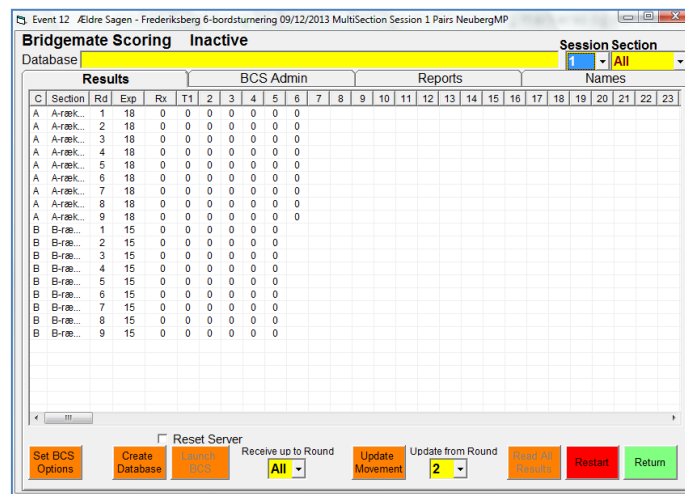 Event 12 Ældre Sagen - Frederiksberg 6-bordsturnering 09/12/2013 MultiSection Session 1 Pairs NeubergMP
Bridgemate Scoring Inactive
Session Section
Database 1 All
Results BCS Admin Reports Names
C Section Rd Exp Rx T1 2 3 4 5 6 7 8 9 10 11 12 13 14 15 16 17 18 19 20 21 22 23
A A-ræk... 1 18 0 0 0 0 0 0 0
A A-ræk... 2 18 0 0 0 0 0 0 0
A A-ræk... 3 18 0 0 0 0 0 0 0
A A-ræk... 4 18 0 0 0 0 0 0 0
A A-ræk... 5 18 0 0 0 0 0 0 0
A A-ræk... 6 18 0 0 0 0 0 0 0
A A-ræk... 7 18 0 0 0 0 0 0 0
A A-ræk... 8 18 0 0 0 0 0 0 0
A A-ræk... 9 18 0 0 0 0 0 0 0
B B-ræ... 1 15 0 0 0 0 0 0
B B-ræ... 2 15 0 0 0 0 0 0
B B-ræ... 3 15 0 0 0 0 0 0
B B-ræ... 4 15 0 0 0 0 0 0
B B-ræ... 5 15 0 0 0 0 0 0
B B-ræ... 6 15 0 0 0 0 0 0
B B-ræ... 7 15 0 0 0 0 0 0
B B-ræ... 8 15 0 0 0 0 0 0
B B-ræ... 9 15 0 0 0 0 0 0
Reset Server
Set BCS Options
Create Database
Launch BCS
Receive up to Round
All
Update Movement
Update from Round
2
Read All Results
Restart
Return